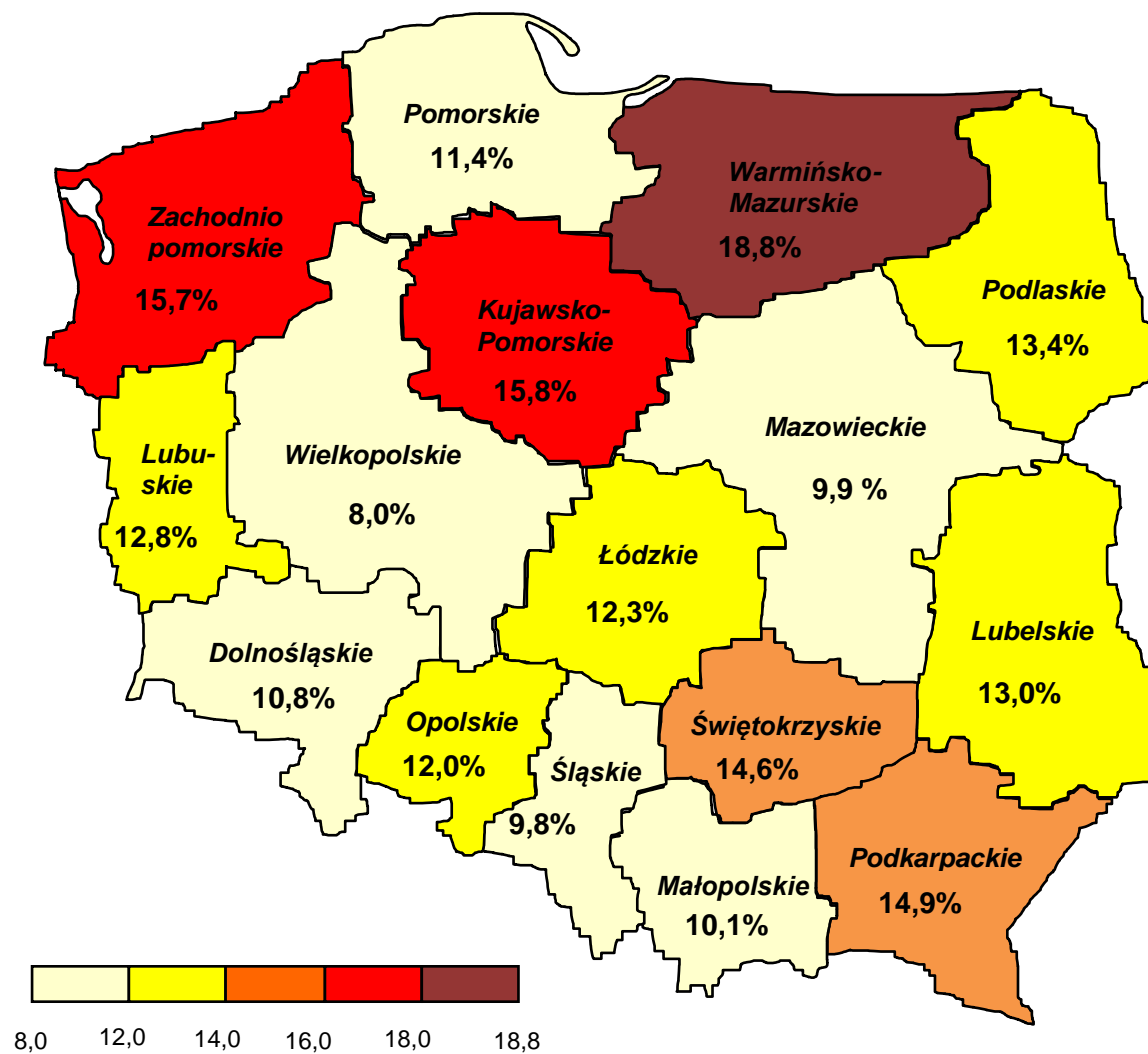 Pomorskie
11,4%
Warmińsko-
Mazurskie
18,8%
Zachodnio
pomorskie
15,7%
Podlaskie
13,4%
Kujawsko-
Pomorskie
15,8%
Mazowieckie
9,9 %
Lubu-
skie
12,8%
Wielkopolskie
8,0%
Łódzkie
12,3%
Lubelskie
13,0%
Dolnośląskie
10,8%
Opolskie
12,0%
Śląskie
9,8%
Świętokrzyskie
14,6%
Małopolskie
10,1%
Podkarpackie
14,9%
8,0 12,0 14,0 16,0 18,0 18,8